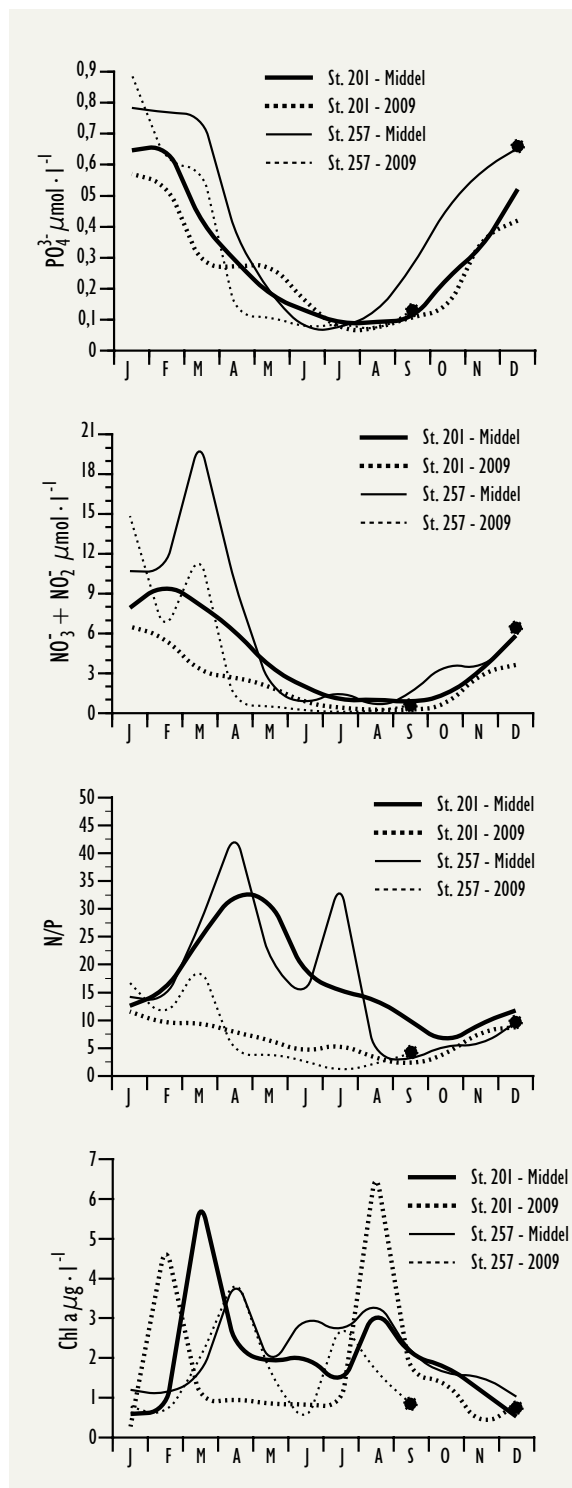 0,9
0,8
0,7
0,6
05
0,4
0,3
0,2
0,1
0
PO₄³⁻ μmol · l⁻¹
St. 201 - Middel
St. 201 - 2009
St. 257 - Middel
St. 257 - 2009
J F M A M J J A S O N D
21
18
15
12
9
6
3
0
NO₃⁻ + NO₂⁻ μmol · l⁻¹
St. 201 - Middel
St. 201 - 2009
St. 257 - Middel
St. 257 - 2009
J F M A M J J A S O N D
50
45
40
35
30
25
20
15
10
5
0
N/P
St. 201 - Middel
St. 201 - 2009
St. 257 - Middel
St. 257 - 2009
J F M A M J J A S O N D
7
6
5
4
3
2
1
0
Chl a μg · l⁻¹
St. 201 - Middel
St. 201 - 2009
St. 257 - Middel
St. 257 - 2009
J F M A M J J A S O N D